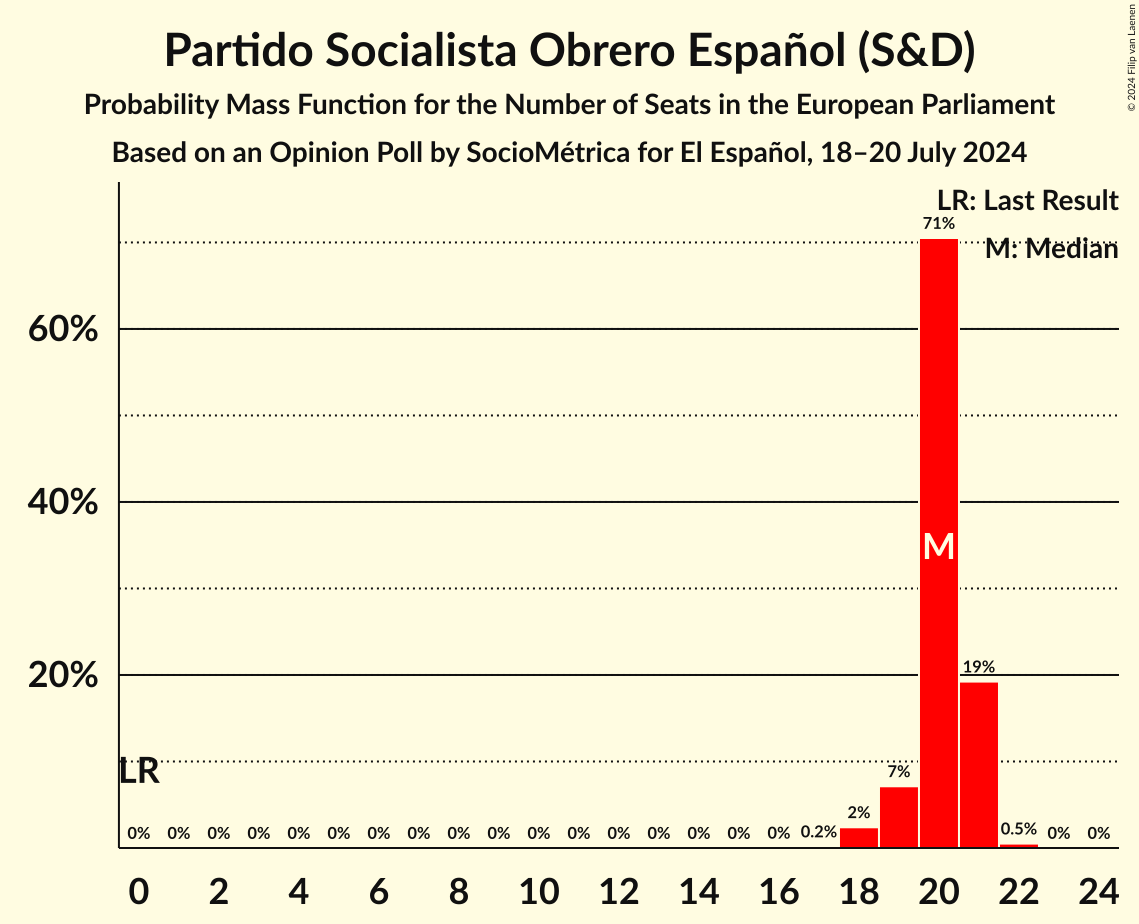 Partido Socialista Obrero Español (S&D)
Probability Mass Function for the Number of Seats in the European Parliament
Based on an Opinion Poll by SocioMétrica for El Español, 18–20 July 2024
© 2024 Filip van Laenen
LR: Last Result
M: Median
71%
60%
40%
M
20%
19%
LR
7%
2%
0% 0% 0% 0% 0% 0% 0% 0% 0% 0% 0% 0% 0% 0% 0% 0% 0% 0.2% 0.5% 0% 0%
0 2 4 6 8 10 12 14 16 18 20 22 24